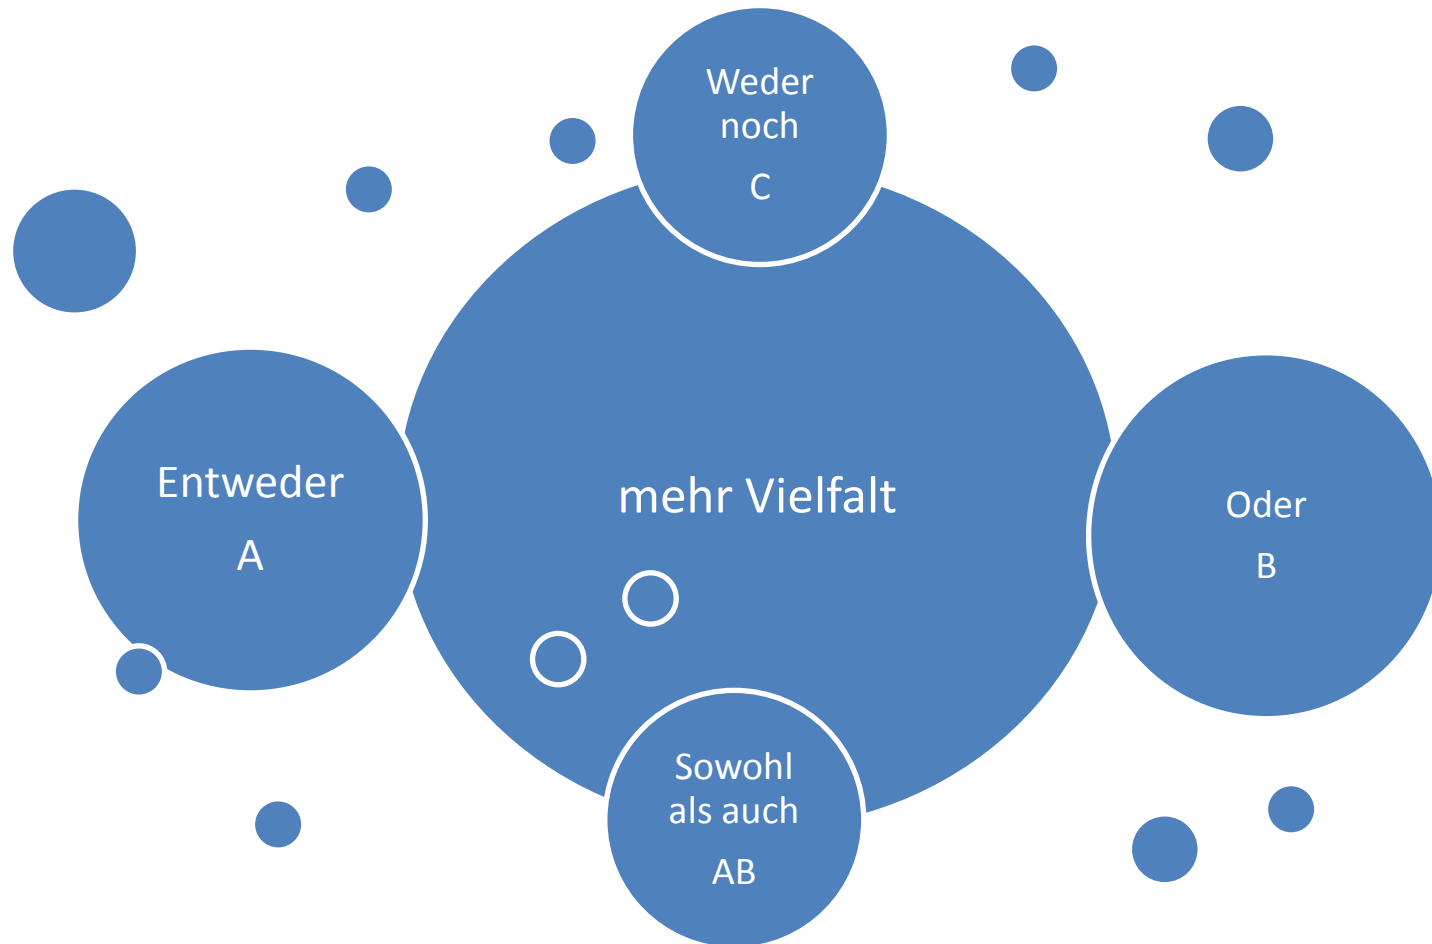 Weder
noch
C
Entweder
A
mehr Vielfalt
Oder
B
Sowohl
als auch
AB